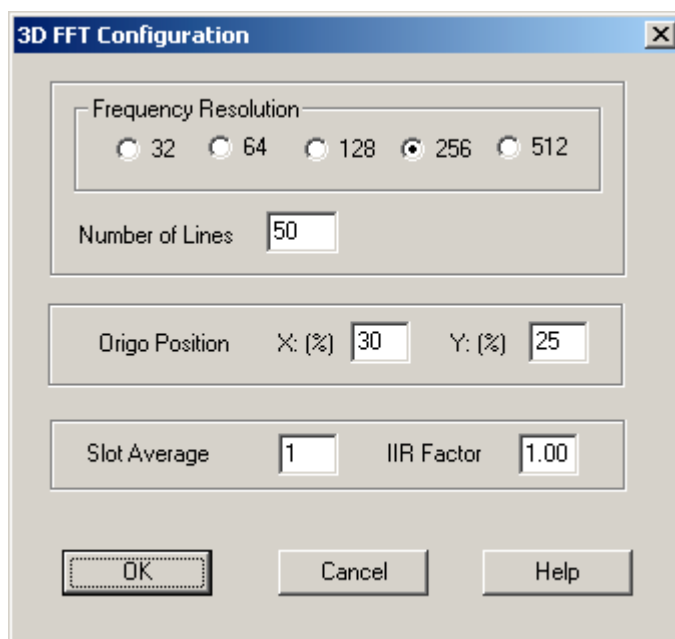 3D FFT Configuration
Frequency Resolution
32 64 128 256 512
Number of Lines 50
Origo Position X: (%) 30 Y: (%) 25
Slot Average 1 IIR Factor 1.00
OK Cancel Help